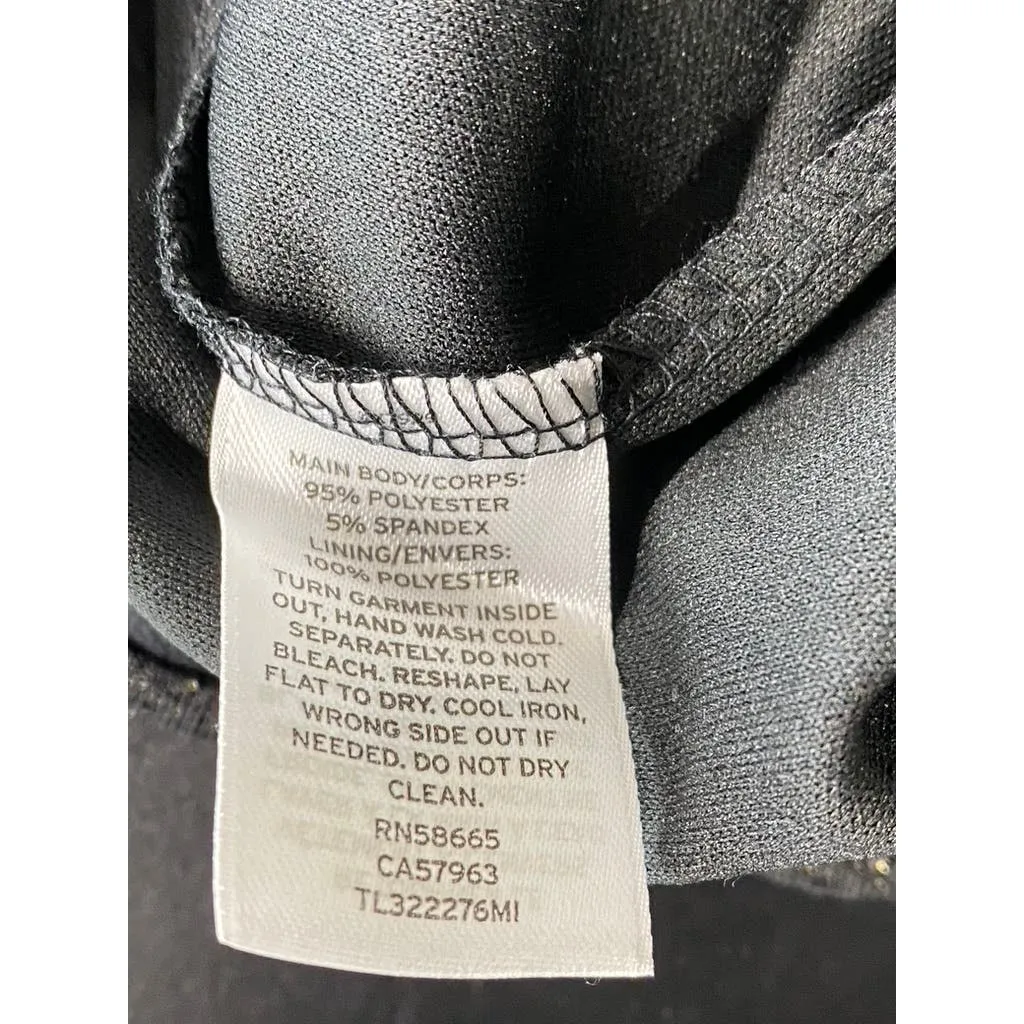 MAIN BODY/CORPS:
95% POLYESTER
5% SPANDEX
LINING/ENVERS:
100% POLYESTER
TURN GARMENT INSIDE
OUT, HAND WASH COLD.
SEPARATELY. DO NOT
BLEACH. RESHAPE, LAY
FLAT TO DRY. COOL IRON,
WRONG SIDE OUT IF
NEEDED. DO NOT DRY
CLEAN.
RN58665
CA57963
TL322276MI